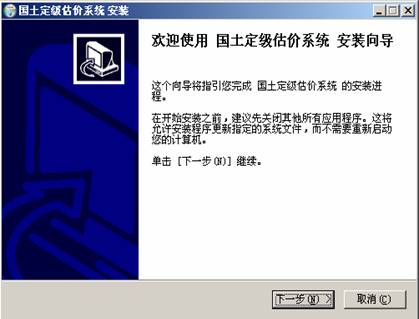 国土定级估价系统 安装
欢迎使用 国土定级估价系统 安装向导
这个向导将指引您完成 国土定级估价系统 的安装进
程。
在开始安装之前，建议先关闭其他所有应用程序。这将
允许安装程序更新指定的系统文件，而不需要重新启动
您的计算机。
单击 [下一步(N)] 继续。
下一步(N) >
取消(C)